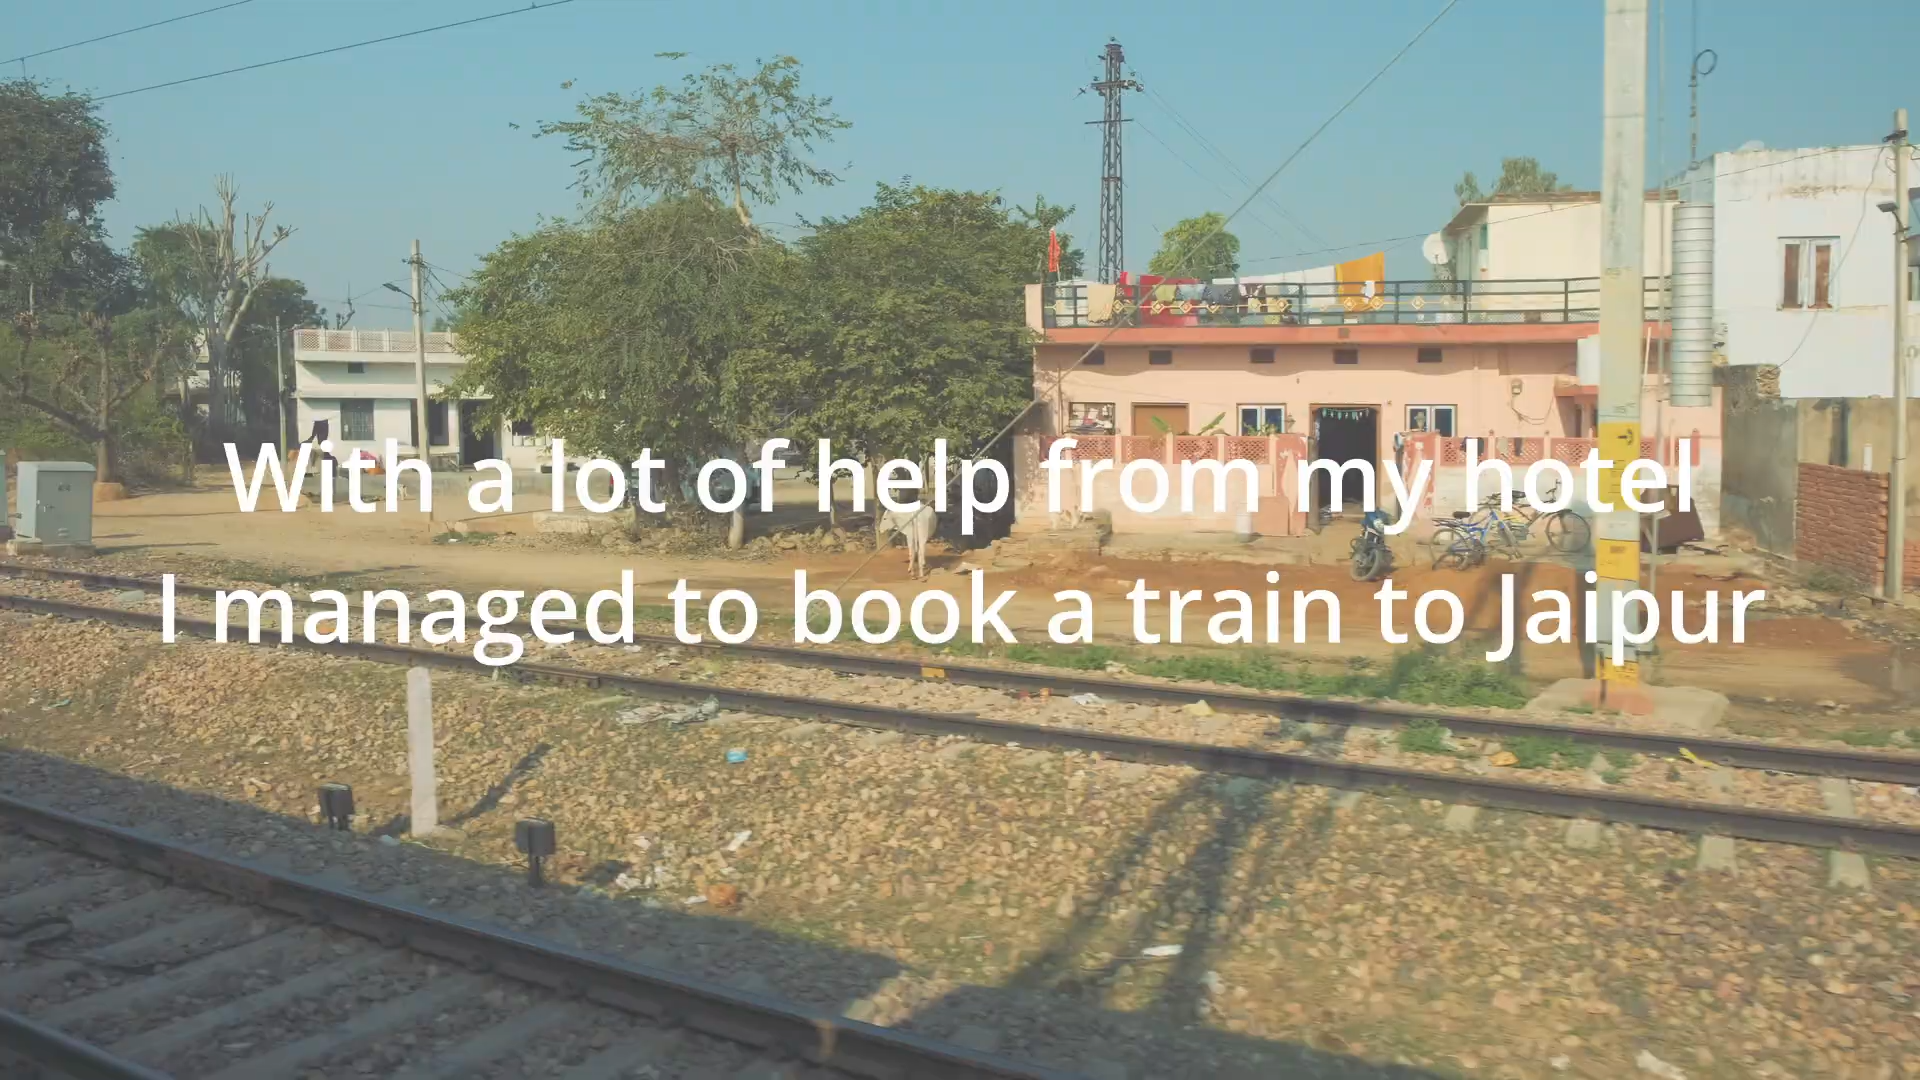 With a lot of help from my hotel
I managed to book a train to Jaipur